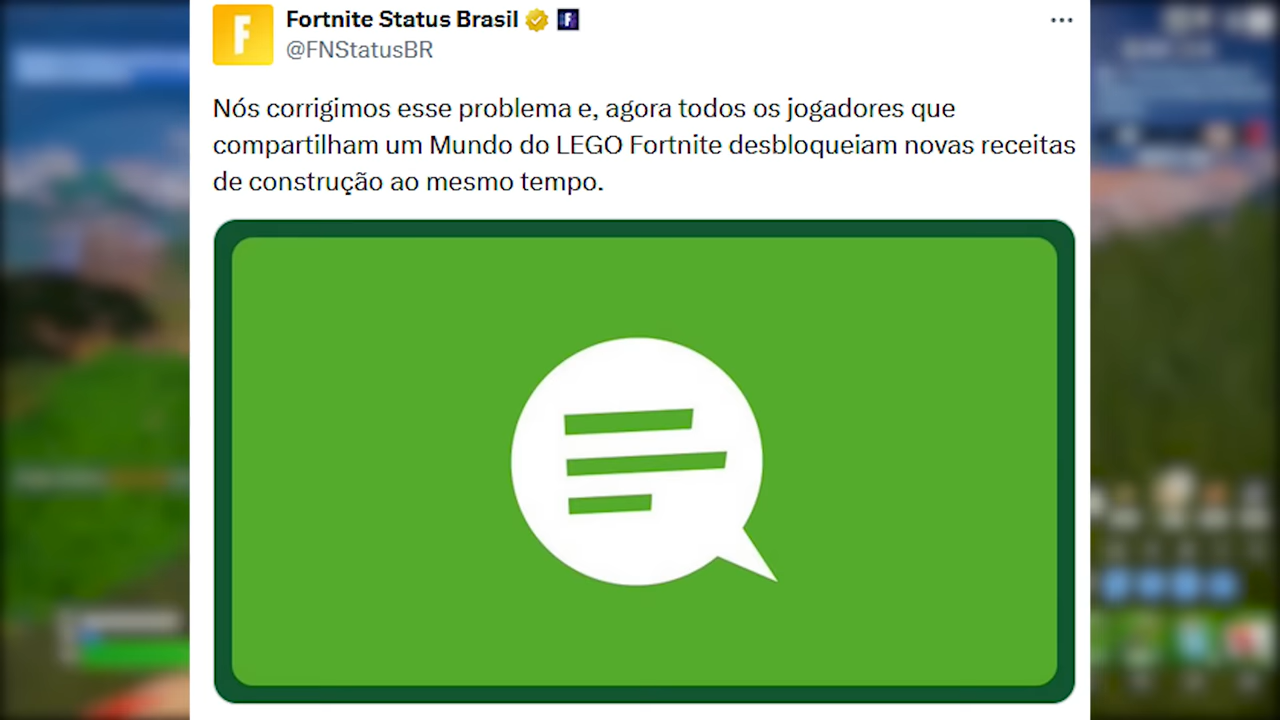 Fortnite Status Brasil
@FNStatusBR
Nós corrigimos esse problema e, agora todos os jogadores que
compartilham um Mundo do LEGO Fortnite desbloqueiam novas receitas
de construção ao mesmo tempo.